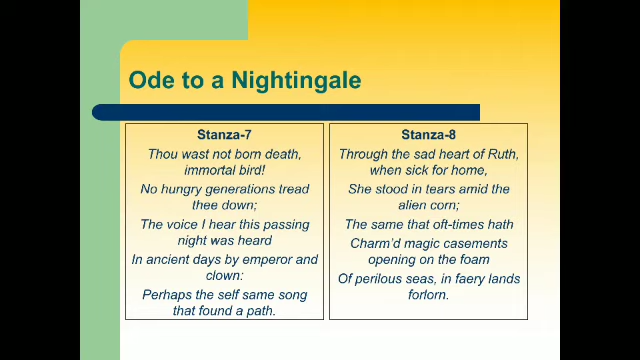 Ode to a Nightingale
Stanza-7
Thou wast not born death,
immortal bird!
No hungry generations tread
thee down;
The voice I hear this passing
night was heard
In ancient days by emperor and
clown:
Perhaps the self same song
that found a path.
Stanza-8
Through the sad heart of Ruth,
when sick for home,
She stood in tears amid the
alien corn;
The same that oft-times hath
Charm'd magic casements
opening on the foam
Of perilous seas, in faery lands
forlorn.